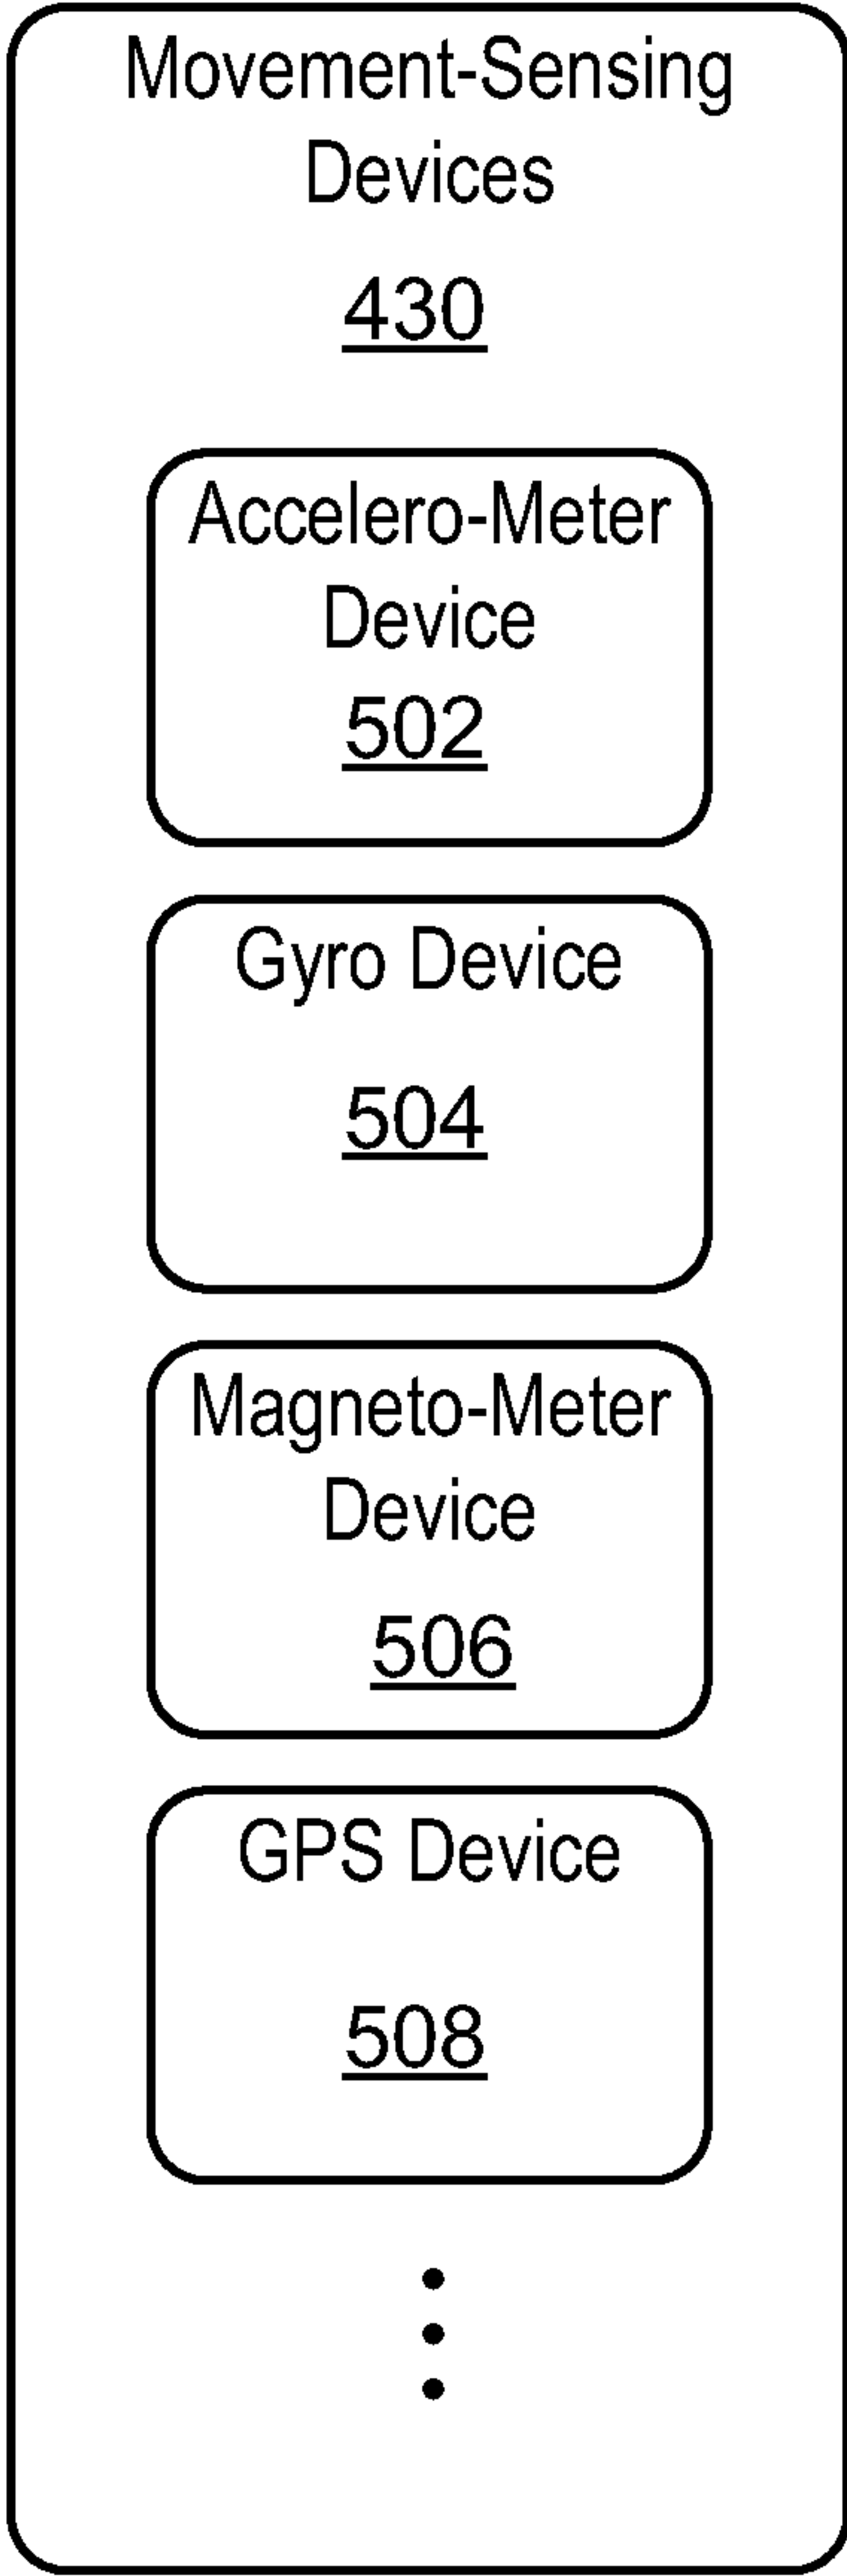 Movement-Sensing
Devices
430
Accelero-Meter
Device
502
Gyro Device
504
Magneto-Meter
Device
506
GPS Device
508